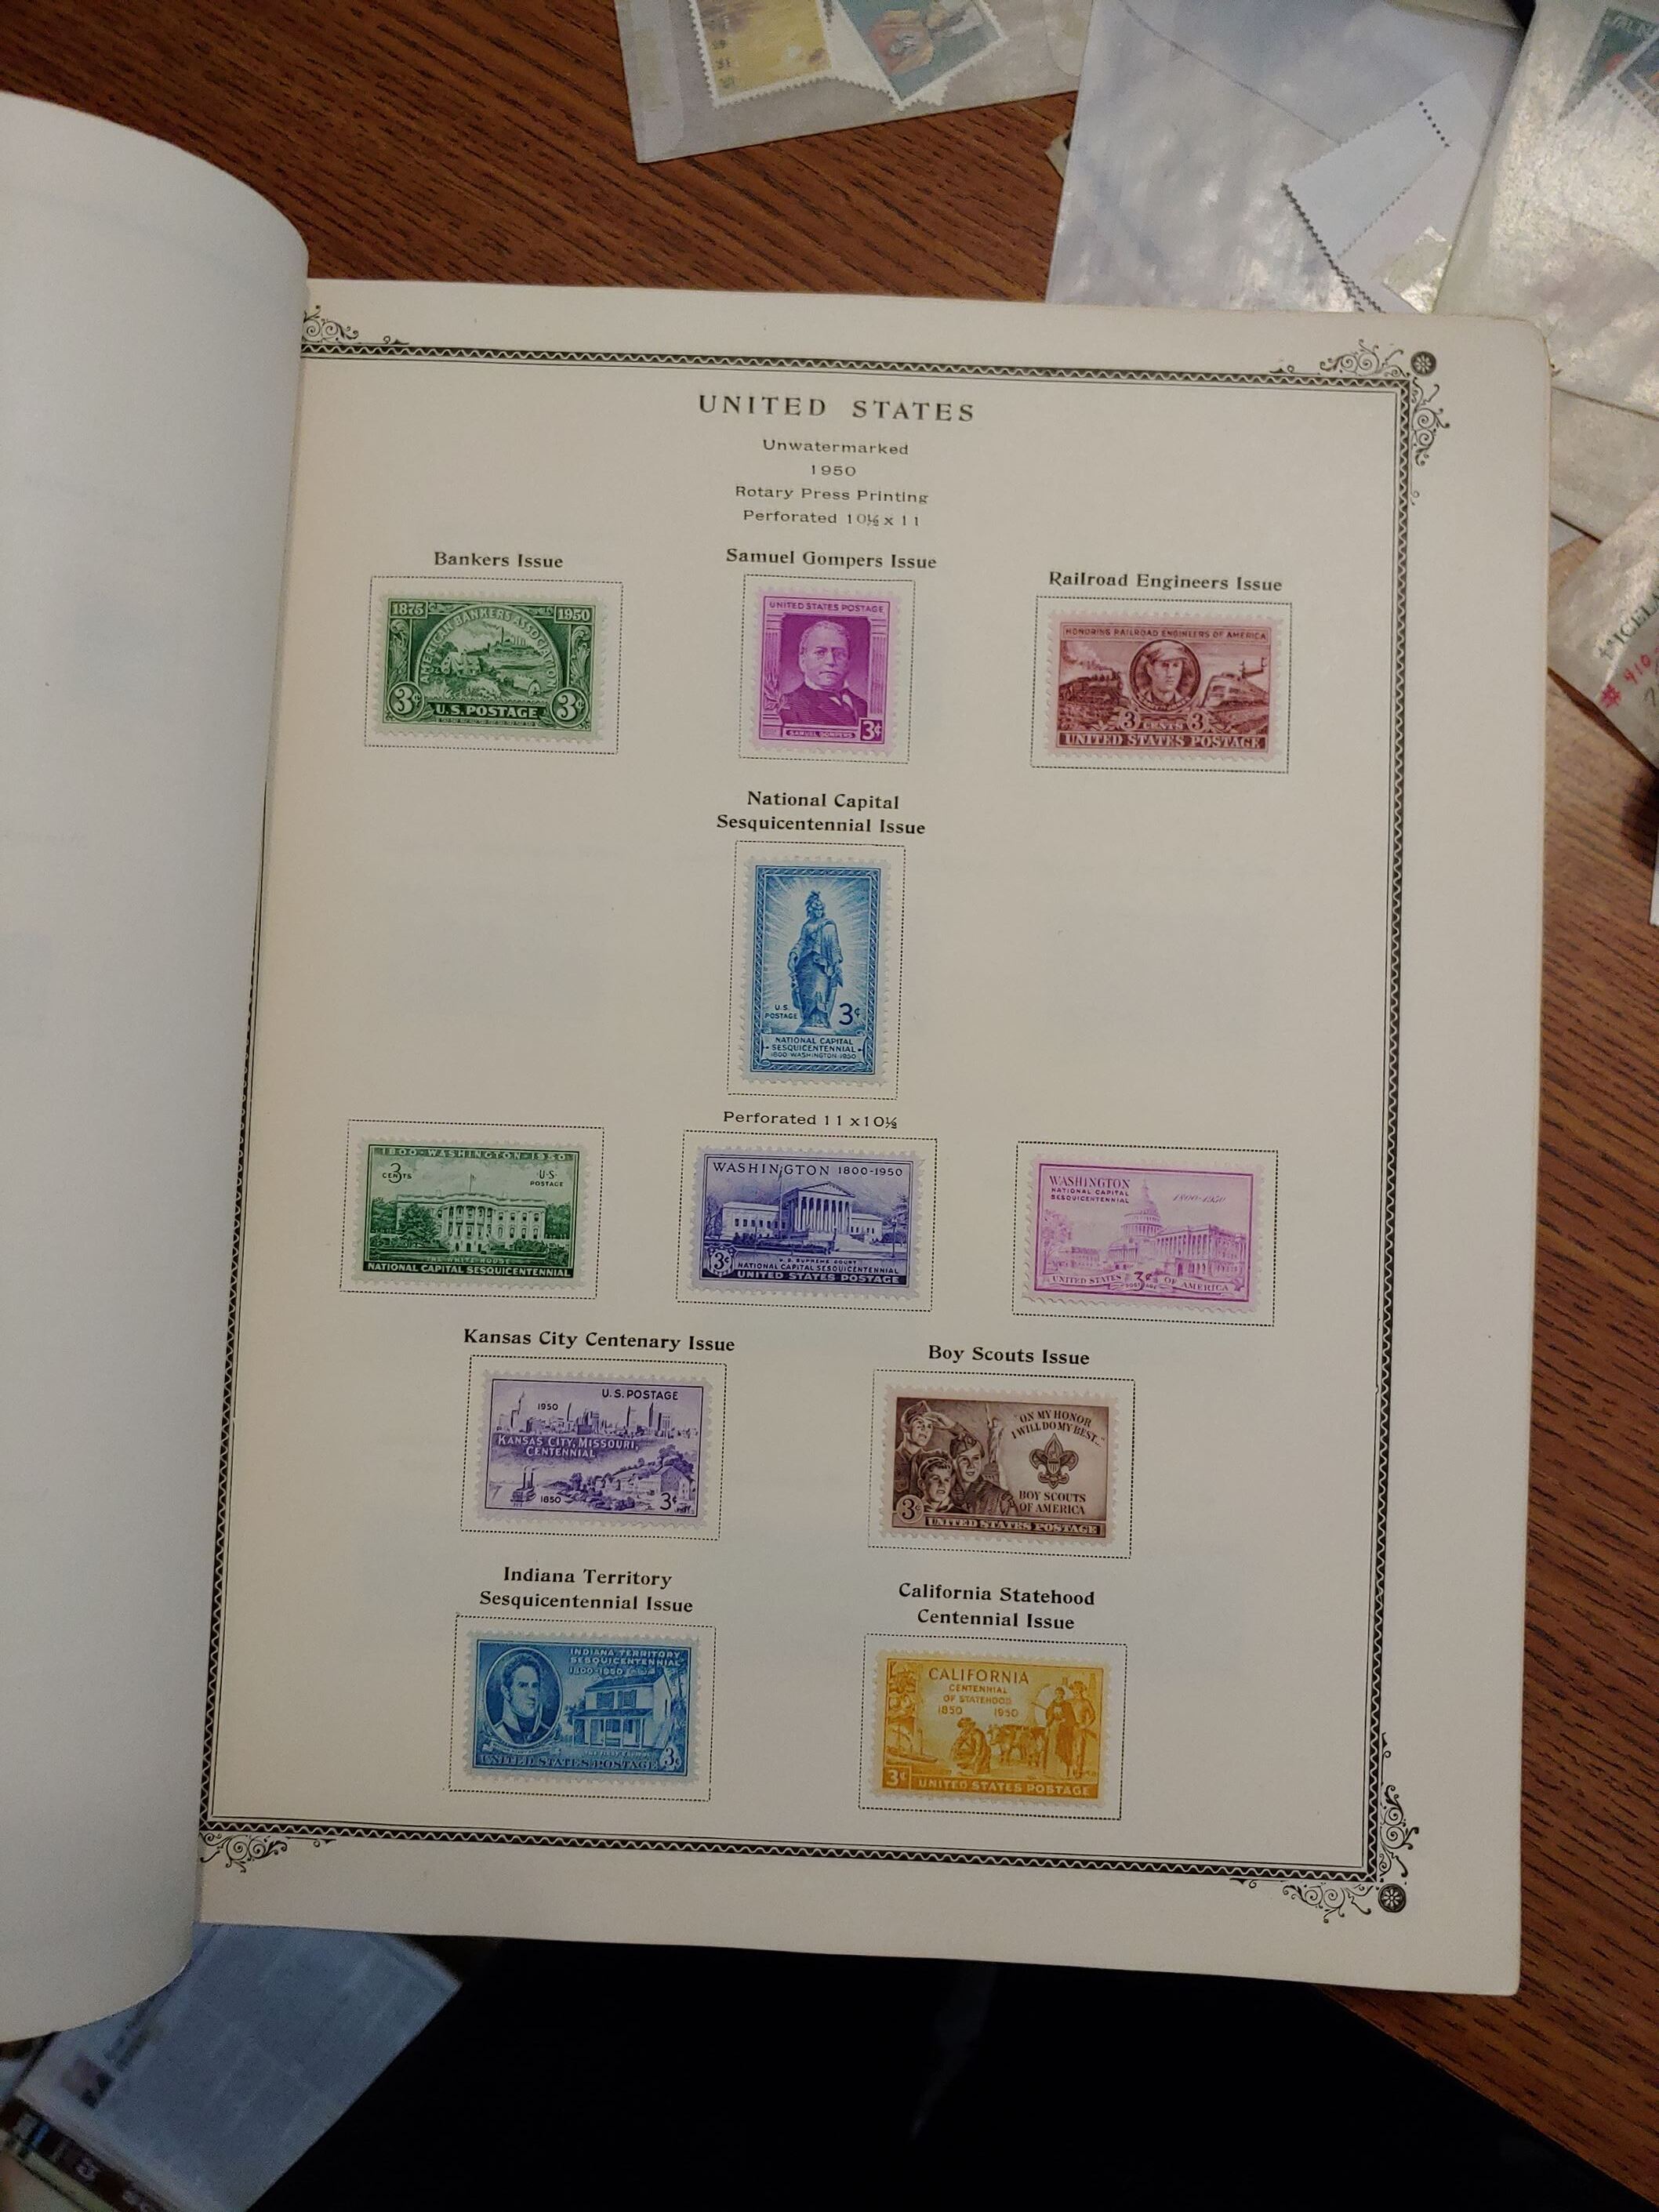 UNITED STATES
Unwatermarked
1950
Rotary Press Printing
Perforated 10½ x 11
Bankers Issue
1875 1950
AMERICAN BANKERS ASSOCIATION
3¢ 3¢
U.S. POSTAGE
Samuel Gompers Issue
UNITED STATES POSTAGE
SAMUEL GOMPERS
3¢
Railroad Engineers Issue
HONORING RAILROAD ENGINEERS OF AMERICA
3 CENTS 3
UNITED STATES POSTAGE
National Capital
Sesquicentennial Issue
U.S.
POSTAGE
3¢
NATIONAL CAPITAL
SESQUICENTENNIAL
1800 WASHINGTON 1950
Perforated 11 x 10½
1800·WASHINGTON·1950
3
CENTS
·U·S·
POSTAGE
THE WHITE HOUSE
NATIONAL CAPITAL SESQUICENTENNIAL
WASHINGTON 1800-1950
3¢
U.S. SUPREME COURT
NATIONAL CAPITAL SESQUICENTENNIAL
UNITED STATES POSTAGE
WASHINGTON
NATIONAL CAPITAL
SESQUICENTENNIAL
1800-1950
UNITED STATES 3¢ OF AMERICA
POSTAGE
Kansas City Centenary Issue
U.S. POSTAGE
1950
KANSAS CITY, MISSOURI,
CENTENNIAL
1850
3¢
Boy Scouts Issue
"ON MY HONOR
I WILL DO MY BEST..."
BOY SCOUTS
OF AMERICA
3¢
UNITED STATES POSTAGE
Indiana Territory
Sesquicentennial Issue
INDIANA TERRITORY
SESQUICENTENNIAL
1800-1950
UNITED STATES POSTAGE 3¢
California Statehood
Centennial Issue
CALIFORNIA
CENTENNIAL
OF STATEHOOD
1850 1950
3¢ UNITED STATES POSTAGE
# 410